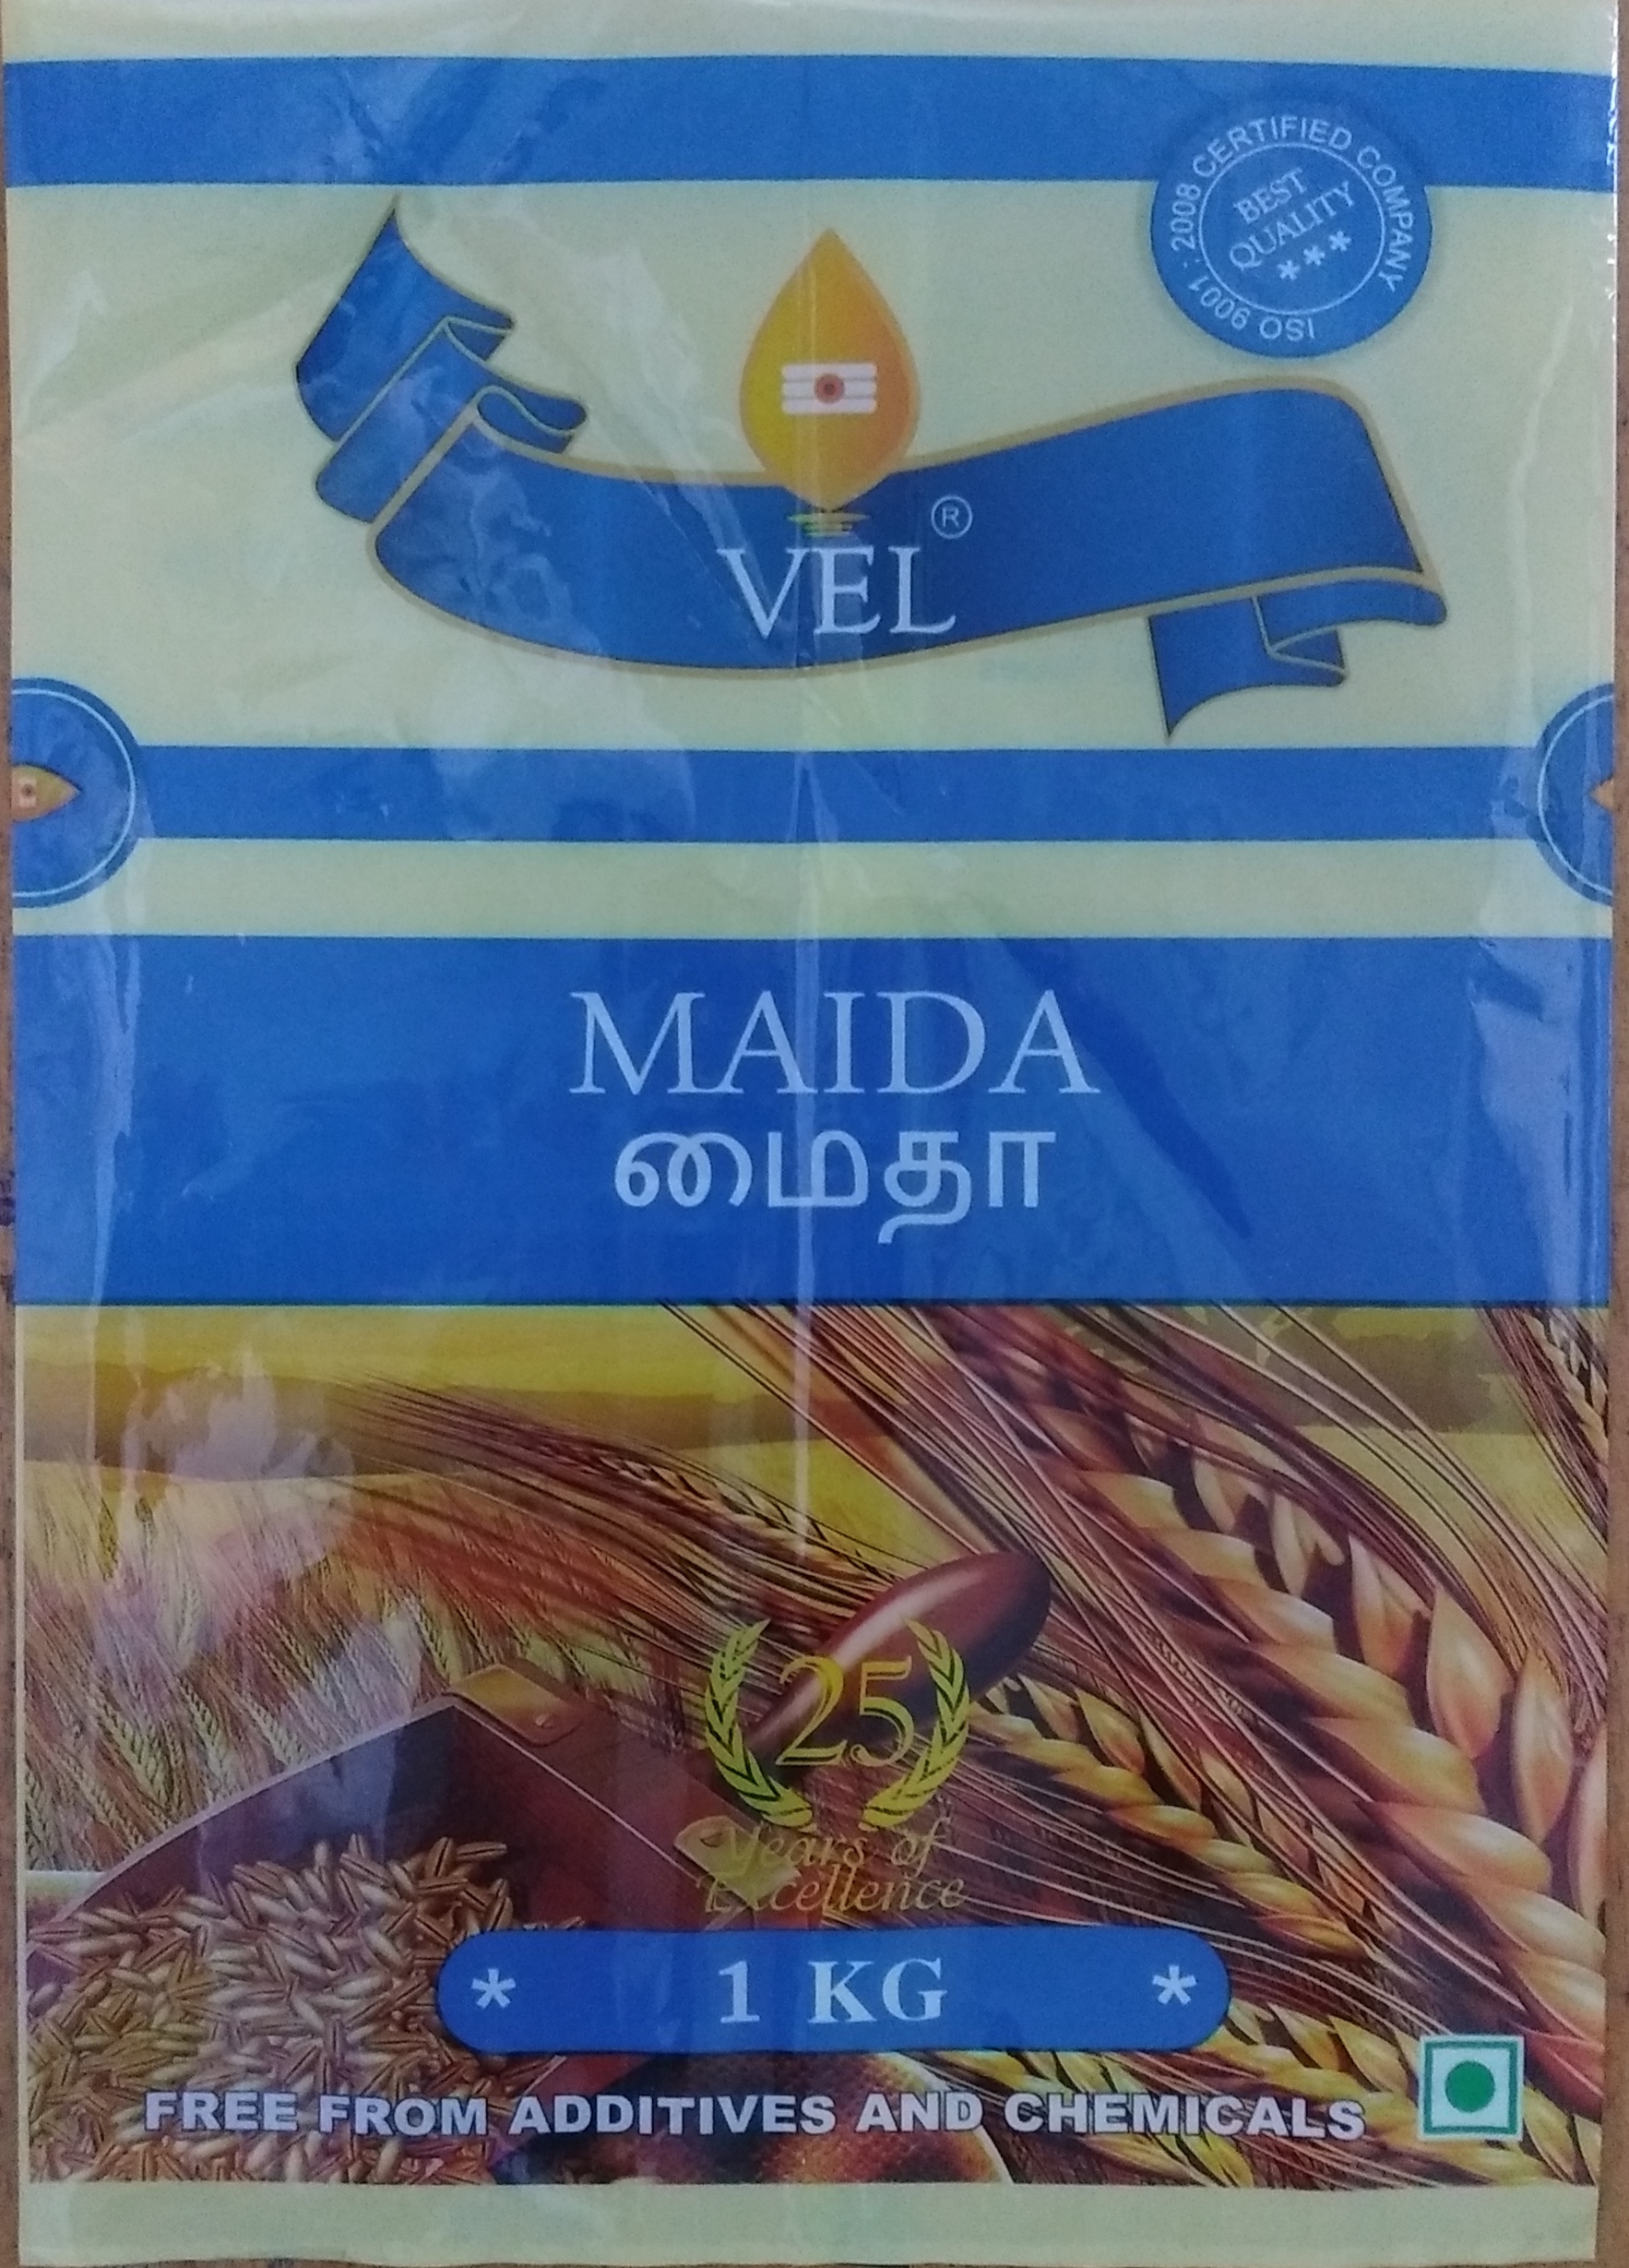 ISO 9001 : 2008 CERTIFIED COMPANY
BEST
QUALITY
***
VEL®
MAIDA
மைதா
25
Years of
Excellence
* 1 KG *
FREE FROM ADDITIVES AND CHEMICALS